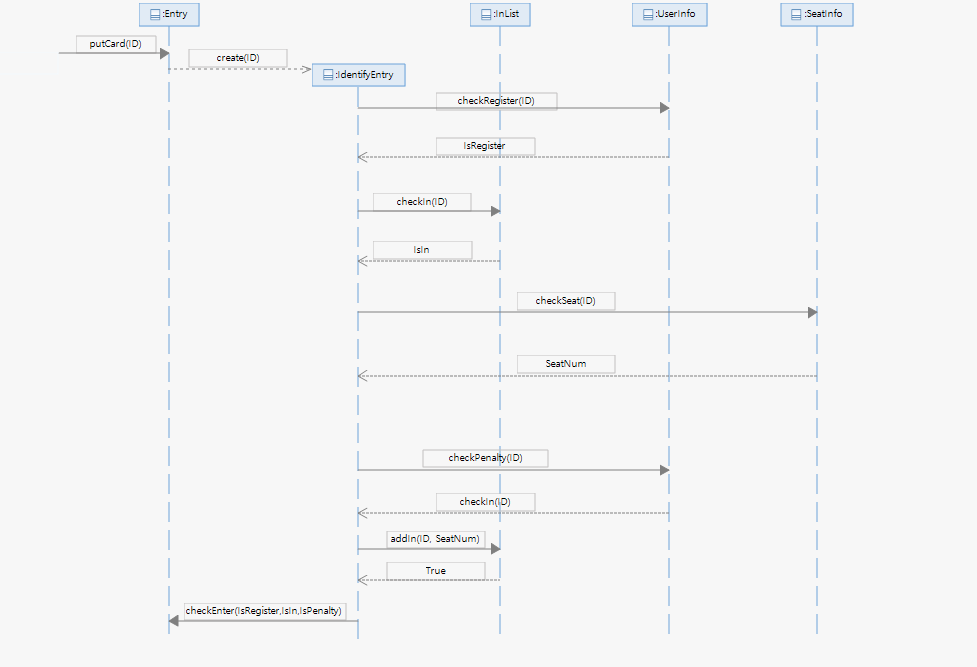 :Entry
:InList
:UserInfo
:SeatInfo
putCard(ID)
create(ID)
:IdentifyEntry
checkRegister(ID)
IsRegister
checkIn(ID)
IsIn
checkSeat(ID)
SeatNum
checkPenalty(ID)
checkIn(ID)
addIn(ID, SeatNum)
True
checkEnter(IsRegister,IsIn,IsPenalty)